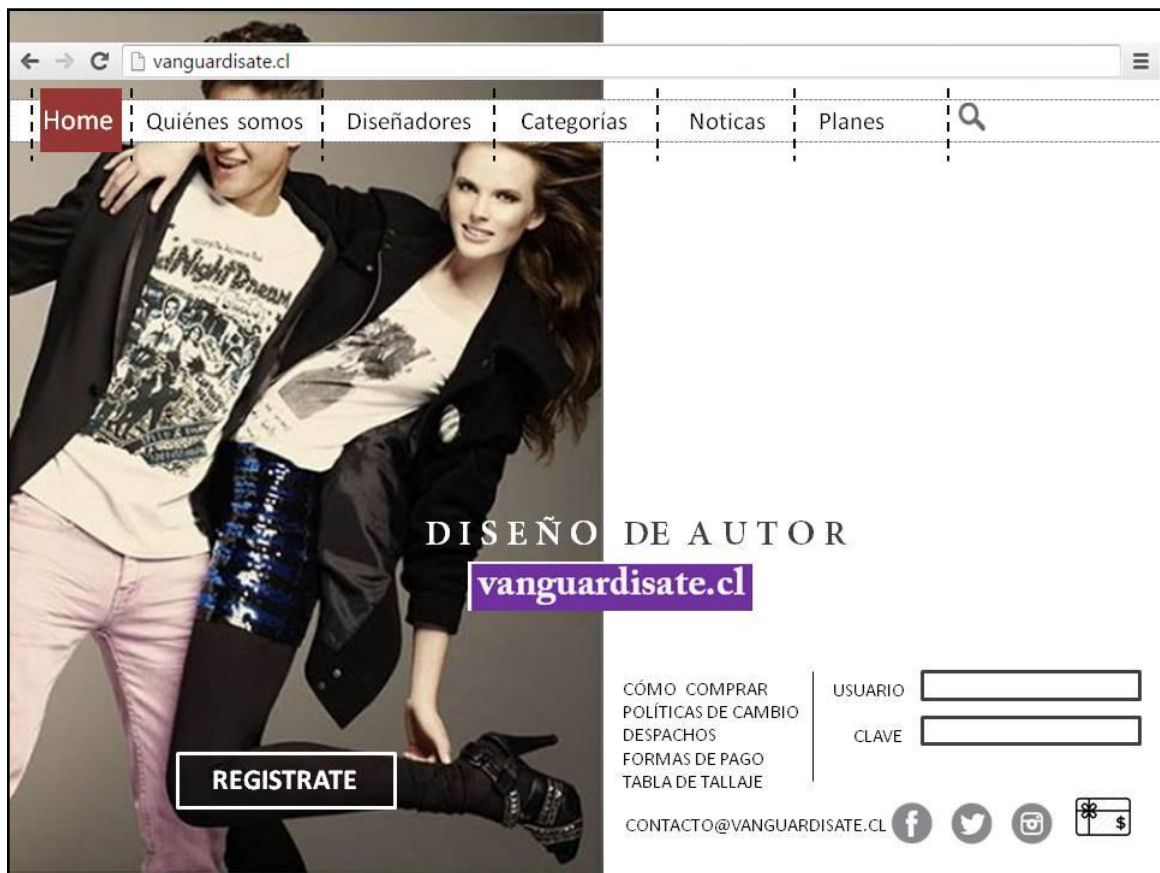 vanguardisate.cl
Home Quiénes somos Diseñadores Categorías Noticas Planes
NightDream
DISEÑO DE AUTOR
vanguardisate.cl
CÓMO COMPRAR
POLÍTICAS DE CAMBIO
DESPACHOS
FORMAS DE PAGO
TABLA DE TALLAJE
USUARIO
CLAVE
REGISTRATE
CONTACTO@VANGUARDISATE.CL
$